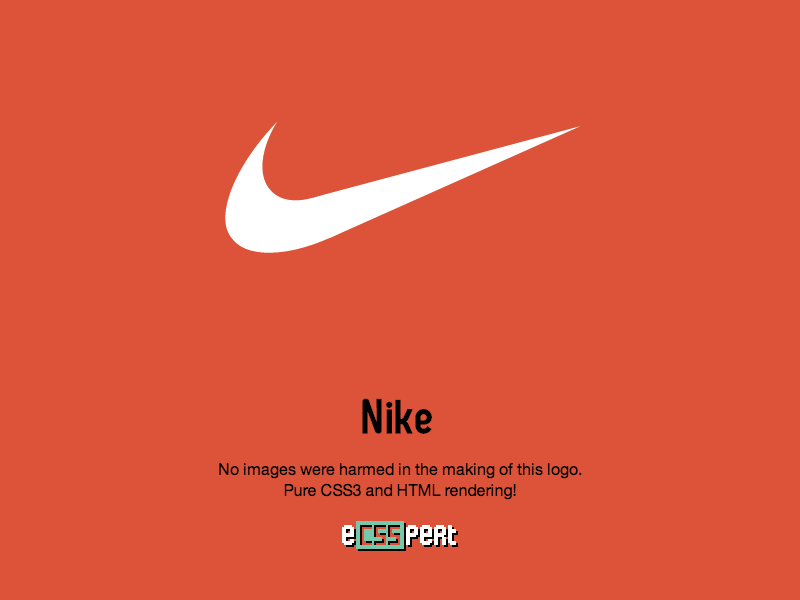 Nike
No images were harmed in the making of this logo.
Pure CSS3 and HTML rendering!
eCSSpert